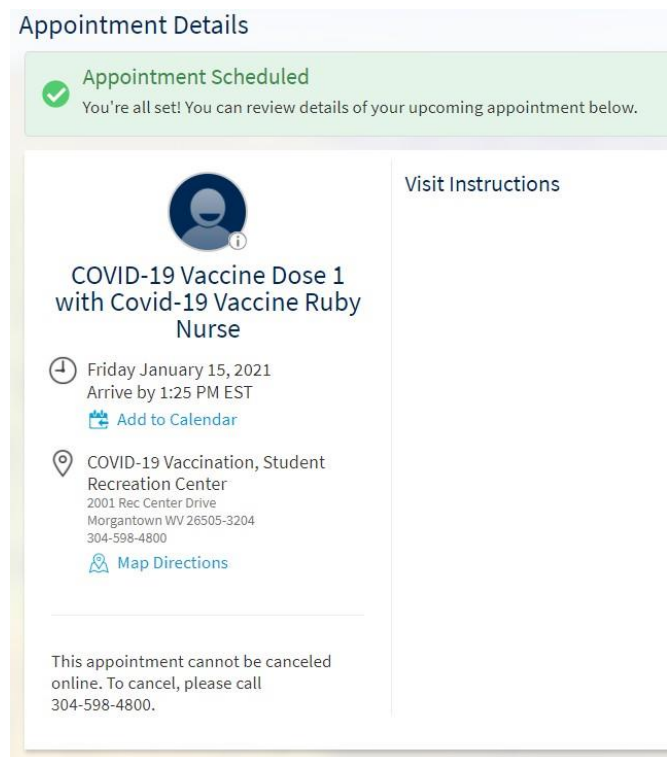 Appointment Details
Appointment Scheduled
You're all set! You can review details of your upcoming appointment below.
COVID-19 Vaccine Dose 1
with Covid-19 Vaccine Ruby
Nurse
Friday January 15, 2021
Arrive by 1:25 PM EST
Add to Calendar
COVID-19 Vaccination, Student
Recreation Center
2001 Rec Center Drive
Morgantown WV 26505-3204
304-598-4800
Map Directions
This appointment cannot be canceled
online. To cancel, please call
304-598-4800.
Visit Instructions